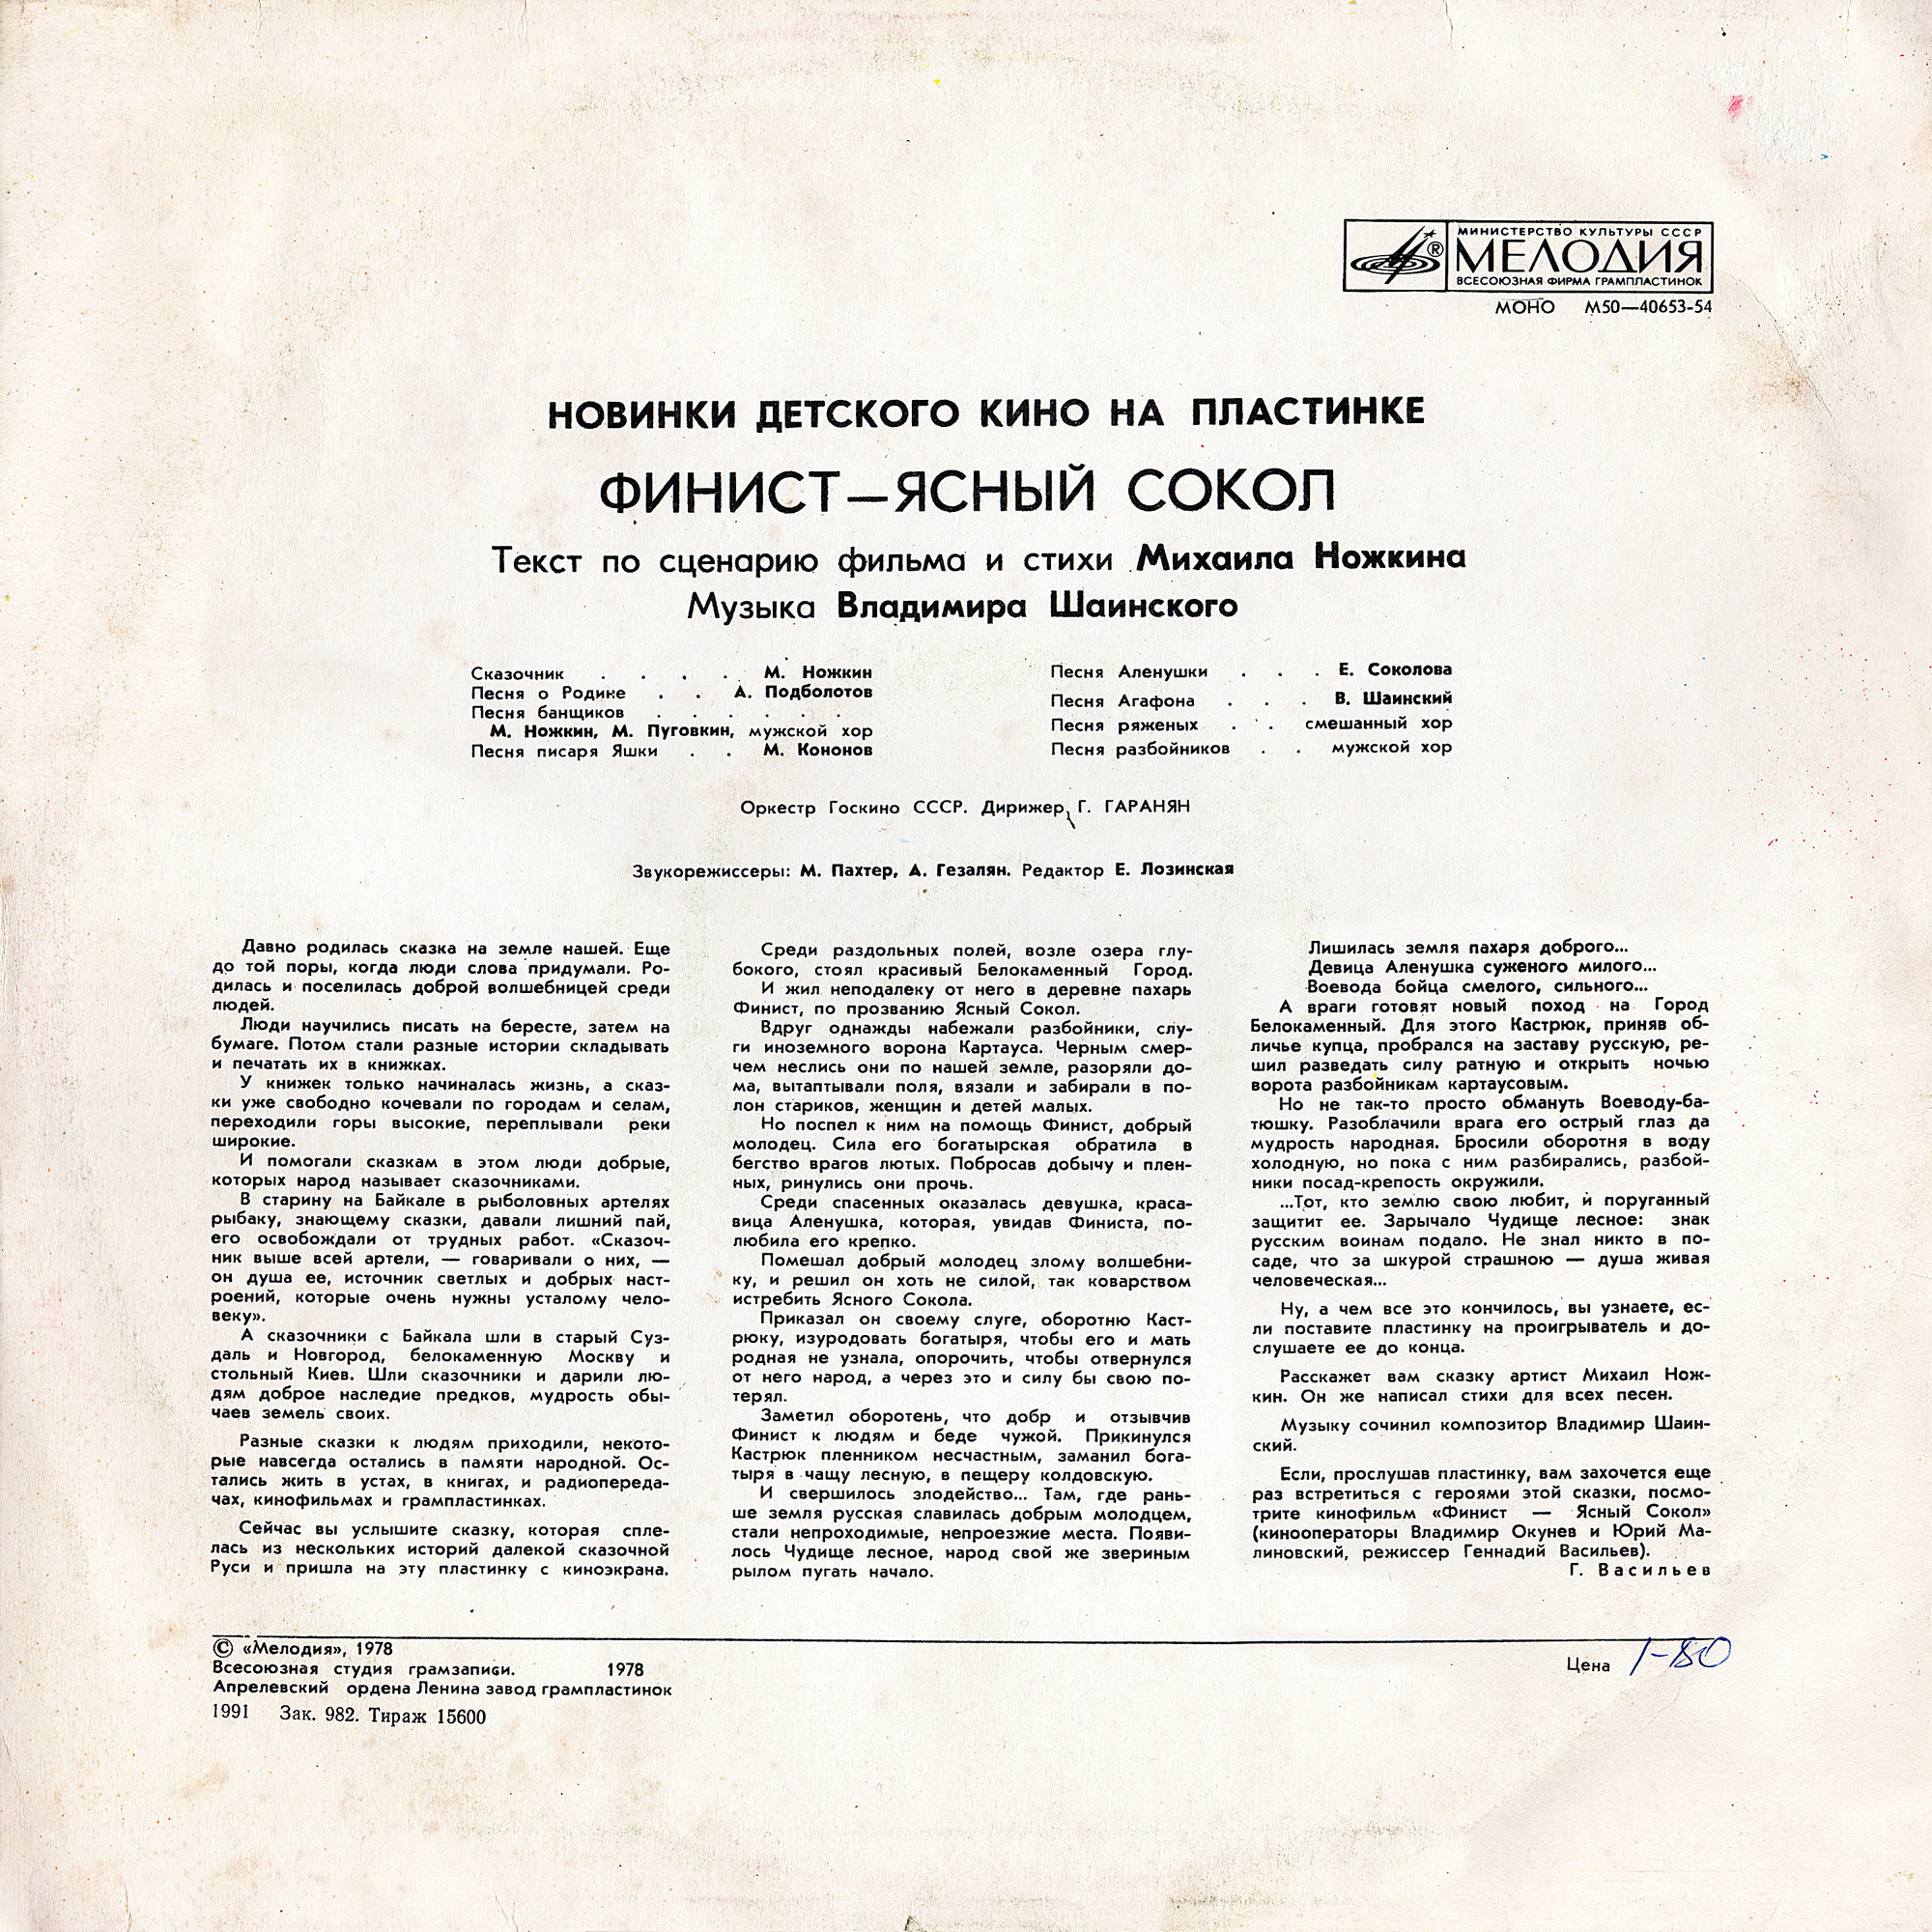 МИНИСТЕРСТВО КУЛЬТУРЫ СССР
МЕЛОДИЯ
ВСЕСОЮЗНАЯ ФИРМА ГРАМПЛАСТИНОК
МОНО М50—40653-54
НОВИНКИ ДЕТСКОГО КИНО НА ПЛАСТИНКЕ
ФИНИСТ—ЯСНЫЙ СОКОЛ
Текст по сценарию фильма и стихи Михаила Ножкина
Музыка Владимира Шаинского
Сказочник . . . . М. Ножкин
Песня о Родине . . А. Подболотов
Песня банщиков . . . . . .
М. Ножкин, М. Пуговкин, мужской хор
Песня писаря Яшки . . М. Кононов
Песня Аленушки . . . Е. Соколова
Песня Агафона . . . В. Шаинский
Песня ряженых . . смешанный хор
Песня разбойников . . мужской хор
Оркестр Госкино СССР. Дирижер Г. ГАРАНЯН
Звукорежиссеры: М. Пахтер, А. Гезалян. Редактор Е. Лозинская
Давно родилась сказка на земле нашей. Еще
до той поры, когда люди слова придумали. Ро-
дилась и поселилась доброй волшебницей среди
людей.
Люди научились писать на бересте, затем на
бумаге. Потом стали разные истории складывать
и печатать их в книжках.
У книжек только начиналась жизнь, а сказ-
ки уже свободно кочевали по городам и селам,
переходили горы высокие, переплывали реки
широкие.
И помогали сказкам в этом люди добрые,
которых народ называет сказочниками.
В старину на Байкале в рыболовных артелях
рыбаку, знающему сказки, давали лишний пай,
его освобождали от трудных работ. «Сказоч-
ник выше всей артели, — говаривали о них, —
он душа ее, источник светлых и добрых наст-
роений, которые очень нужны усталому чело-
веку».
А сказочники с Байкала шли в старый Суз-
даль и Новгород, белокаменную Москву и
стольный Киев. Шли сказочники и дарили лю-
дям доброе наследие предков, мудрость обы-
чаев земель своих.
Разные сказки к людям приходили, некото-
рые навсегда остались в памяти народной. Ос-
тались жить в устах, в книгах, и радиопереда-
чах, кинофильмах и грампластинках.
Сейчас вы услышите сказку, которая спле-
лась из нескольких историй далекой сказочной
Руси и пришла на эту пластинку с киноэкрана.
Среди раздольных полей, возле озера глу-
бокого, стоял красивый Белокаменный Город.
И жил неподалеку от него в деревне пахарь
Финист, по прозванию Ясный Сокол.
Вдруг однажды набежали разбойники, слу-
ги иноземного ворона Картауса. Черным смер-
чем неслись они по нашей земле, разоряли до-
ма, вытаптывали поля, вязали и забирали в по-
лон стариков, женщин и детей малых.
Но поспел к ним на помощь Финист, добрый
молодец. Сила его богатырская обратила в
бегство врагов лютых. Побросав добычу и плен-
ных, ринулись они прочь.
Среди спасенных оказалась девушка, краса-
вица Аленушка, которая, увидав Финиста, по-
любила его крепко.
Помешал добрый молодец злому волшебни-
ку, и решил он хоть не силой, так коварством
истребить Ясного Сокола.
Приказал он своему слуге, оборотню Каст-
рюку, изуродовать богатыря, чтобы его и мать
родная не узнала, опорочить, чтобы отвернулся
от него народ, а через это и силу бы свою по-
терял.
Заметил оборотень, что добр и отзывчив
Финист к людям и беде чужой. Прикинулся
Кастрюк пленником несчастным, заманил бога-
тыря в чащу лесную, в пещеру колдовскую.
И свершилось злодейство... Там, где рань-
ше земля русская славилась добрым молодцем,
стали непроходимые, непроезжие места. Появи-
лось Чудище лесное, народ свой же звериным
рылом пугать начало.
Лишилась земля пахаря доброго...
Девица Аленушка суженого милого...
Воевода бойца смелого, сильного...
А враги готовят новый поход на Город
Белокаменный. Для этого Кастрюк, приняв об-
личье купца, пробрался на заставу русскую, ре-
шил разведать силу ратную и открыть ночью
ворота разбойникам картаусовым.
Но не так-то просто обмануть Воеводу-ба-
тюшку. Разоблачили врага его острый глаз да
мудрость народная. Бросили оборотня в воду
холодную, но пока с ним разбирались, разбой-
ники посад-крепость окружили.
...Тот, кто землю свою любит, и поруганный
защитит ее. Зарычало Чудище лесное: знак
русским воинам подало. Не знал никто в по-
саде, что за шкурой страшною — душа живая
человеческая...
Ну, а чем все это кончилось, вы узнаете, ес-
ли поставите пластинку на проигрыватель и до-
слушаете ее до конца.
Расскажет вам сказку артист Михаил Нож-
кин. Он же написал стихи для всех песен.
Музыку сочинил композитор Владимир Шаин-
ский.
Если, прослушав пластинку, вам захочется еще
раз встретиться с героями этой сказки, посмо-
трите кинофильм «Финист — Ясный Сокол»
(кинооператоры Владимир Окунев и Юрий Ма-
линовский, режиссер Геннадий Васильев).
Г. Васильев
© «Мелодия», 1978
Всесоюзная студия грамзаписи. 1978
Апрелевский ордена Ленина завод грампластинок
1991 Зак. 982. Тираж 15600
Цена 1-80